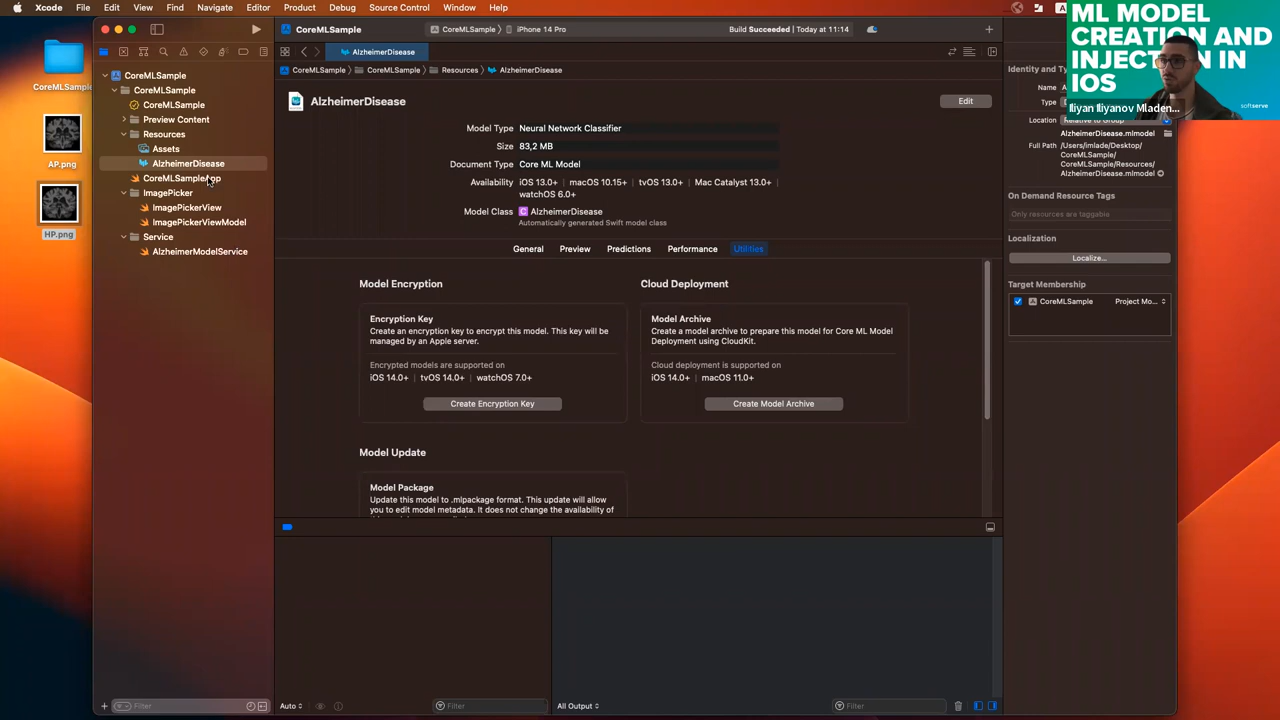 Xcode File Edit View Find Navigate Editor Product Debug Source Control Window Help
ML MODEL
CREATION AND
INJECTION IN
IOS
Iliyan Iliyanov Mladen...
softserve
CoreMLSample
AP.png
HP.png
CoreMLSample
CoreMLSample
iPhone 14 Pro
Build Succeeded | Today at 11:14
AlzheimerDisease
CoreMLSample
CoreMLSample
Resources
AlzheimerDisease
CoreMLSample
CoreMLSample
CoreMLSample
Preview Content
Resources
Assets
AlzheimerDisease
CoreMLSampleApp
ImagePicker
ImagePickerView
ImagePickerViewModel
Service
AlzheimerModelService
Filter
AlzheimerDisease
Edit
Model Type Neural Network Classifier
Size 83,2 MB
Document Type Core ML Model
Availability iOS 13.0+ | macOS 10.15+ | tvOS 13.0+ | Mac Catalyst 13.0+ |
watchOS 6.0+
Model Class C AlzheimerDisease
Automatically generated Swift model class
General Preview Predictions Performance Utilities
Model Encryption
Encryption Key
Create an encryption key to encrypt this model. This key will be
managed by an Apple server.
Encrypted models are supported on
iOS 14.0+ | tvOS 14.0+ | watchOS 7.0+
Create Encryption Key
Cloud Deployment
Model Archive
Create a model archive to prepare this model for Core ML Model
Deployment using CloudKit.
Cloud deployment is supported on
iOS 14.0+ | macOS 11.0+
Create Model Archive
Model Update
Model Package
Update this model to .mlpackage format. This update will allow
you to edit model metadata. It does not change the availability of
Auto
Filter
All Output
Filter
Identity and Ty
Type
Location Relative to Group
AlzheimerDisease.mlmodel
Full Path /Users/imlade/Desktop/
CoreMLSample/
CoreMLSample/Resources/
AlzheimerDisease.mlmodel
On Demand Resource Tags
Only resources are taggable
Localization
Localize...
Target Membership
CoreMLSample Project Mo...